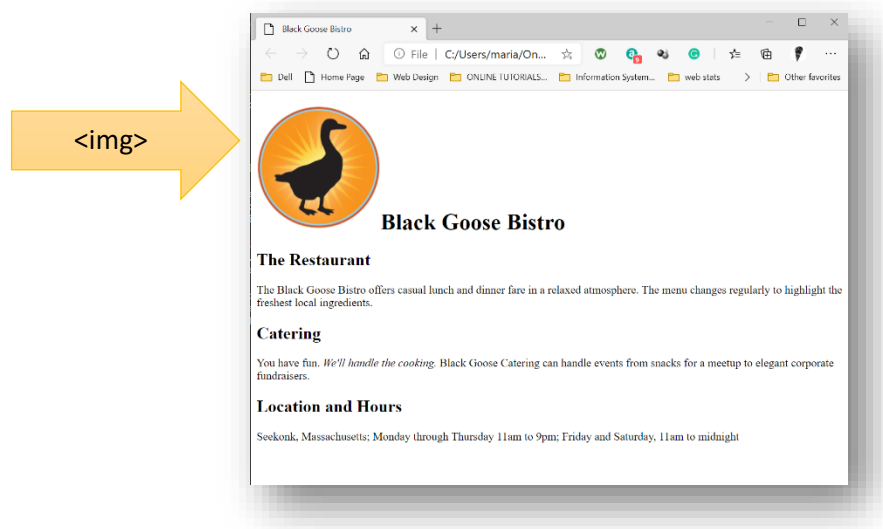 Black Goose Bistro
File | C:/Users/maria/On...
9
Dell Home Page Web Design ONLINE TUTORIALS... Information System... web stats Other favorites
<img>
Black Goose Bistro
The Restaurant
The Black Goose Bistro offers casual lunch and dinner fare in a relaxed atmosphere. The menu changes regularly to highlight the
freshest local ingredients.
Catering
You have fun. We'll handle the cooking. Black Goose Catering can handle events from snacks for a meetup to elegant corporate
fundraisers.
Location and Hours
Seekonk, Massachusetts; Monday through Thursday 11am to 9pm; Friday and Saturday, 11am to midnight